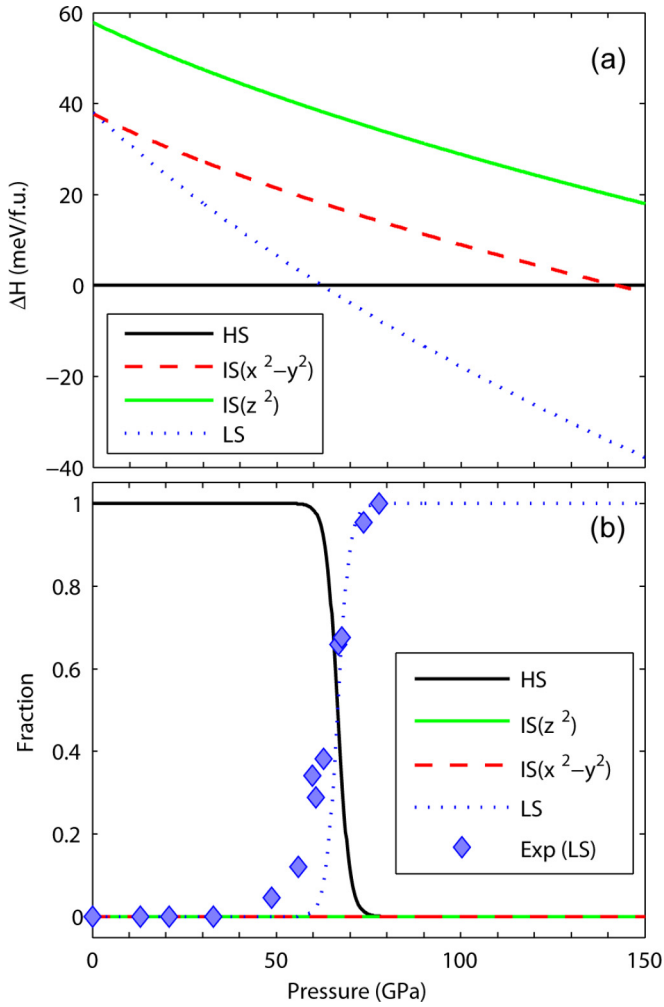 60
40
20
0
−20
−40
ΔH (meV/f.u.)
(a)
HS
IS(x ²−y²)
IS(z ²)
LS
1
0.8
0.6
0.4
0.2
0
Fraction
(b)
HS
IS(z ²)
IS(x ²−y²)
LS
Exp (LS)
0 50 100 150
Pressure (GPa)